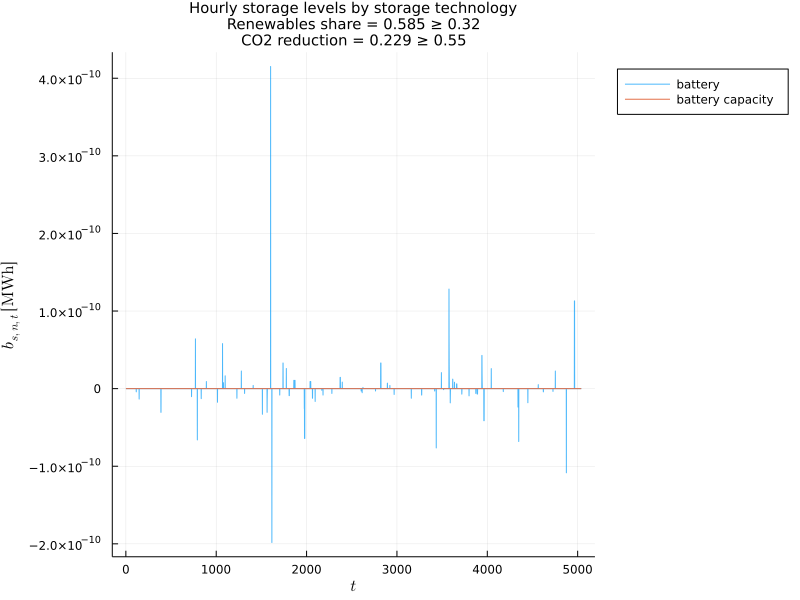 Hourly storage levels by storage technology
Renewables share = 0.585 ≥ 0.32
CO2 reduction = 0.229 ≥ 0.55
battery
battery capacity
4.0×10⁻¹⁰
3.0×10⁻¹⁰
2.0×10⁻¹⁰
1.0×10⁻¹⁰
0
−1.0×10⁻¹⁰
−2.0×10⁻¹⁰
b_{s,n,t} [MWh]
0 1000 2000 3000 4000 5000
t